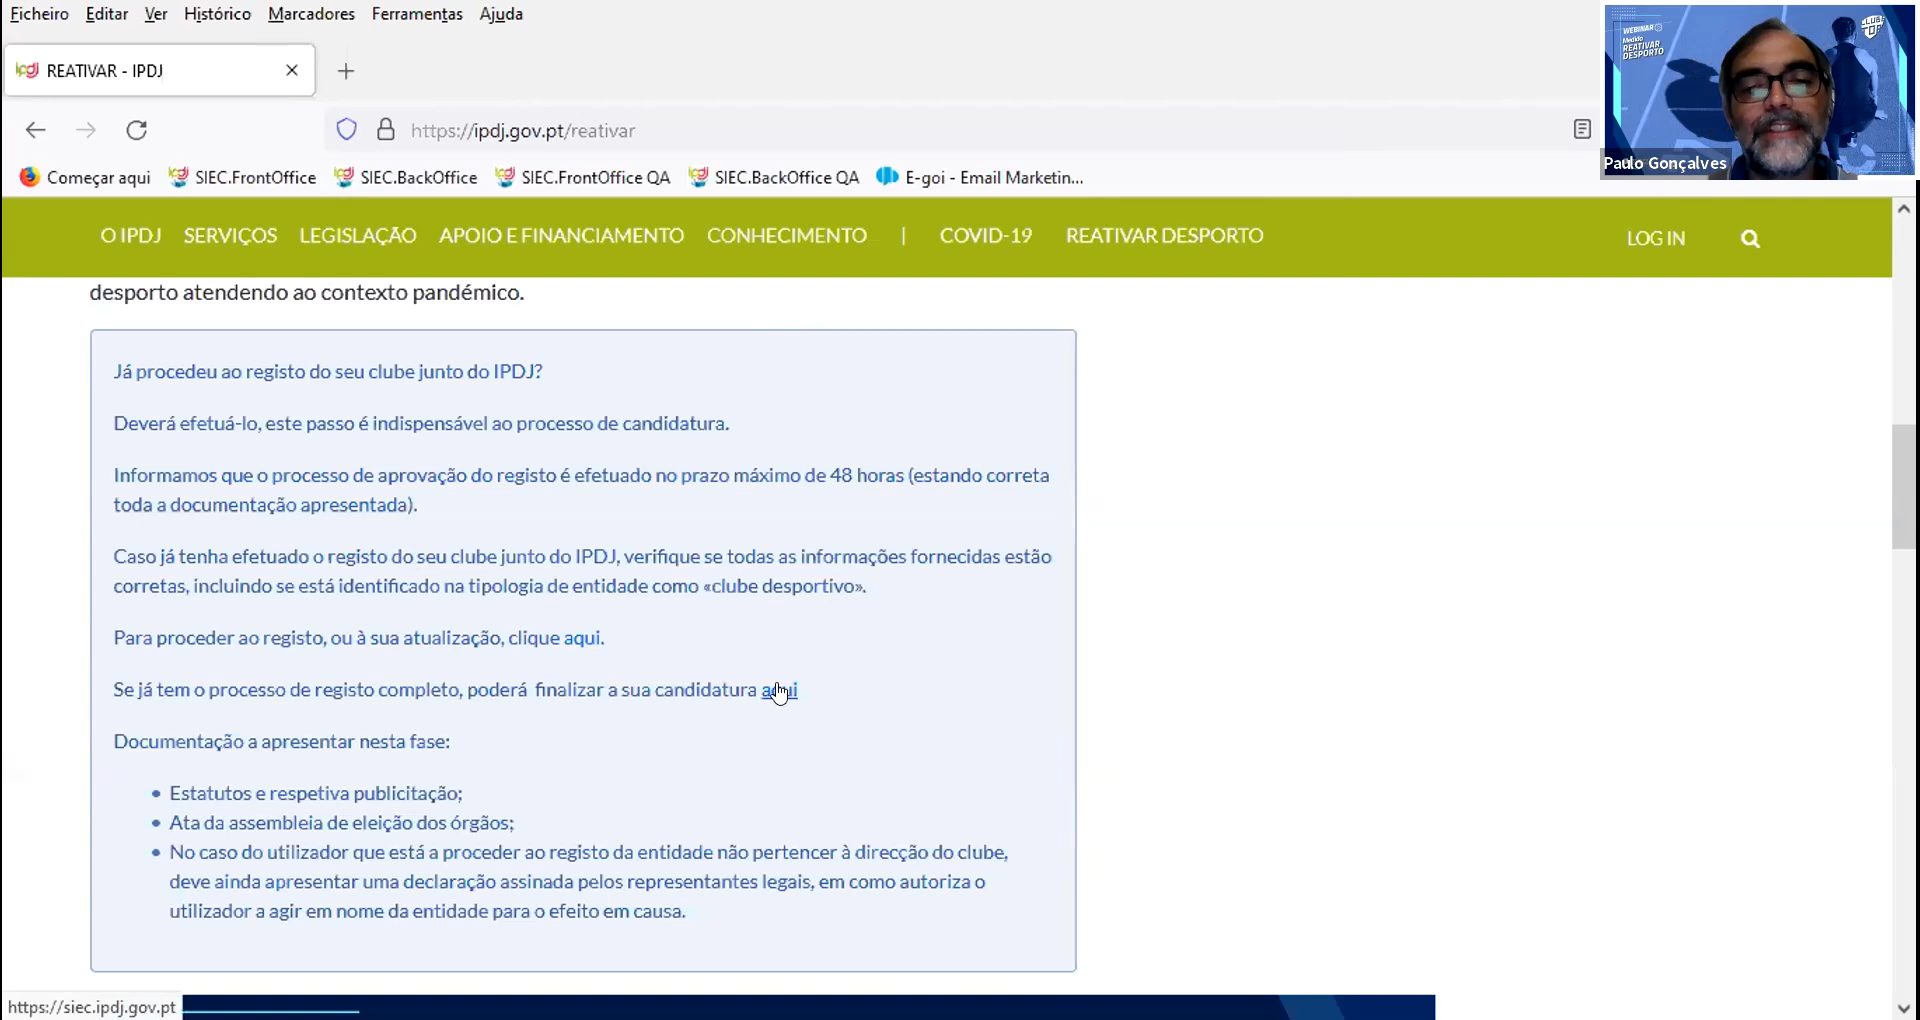 Ficheiro Editar Ver Histórico Marcadores Ferramentas Ajuda
ipdj REATIVAR - IPDJ
https://ipdj.gov.pt/reativar
Começar aqui SIEC.FrontOffice SIEC.BackOffice SIEC.FrontOffice QA SIEC.BackOffice QA E-goi - Email Marketin...
WEBINAR
Medida
REATIVAR
DESPORTO
CLUBE
TOP
Paulo Gonçalves
O IPDJ SERVIÇOS LEGISLAÇÃO APOIO E FINANCIAMENTO CONHECIMENTO | COVID-19 REATIVAR DESPORTO LOG IN
desporto atendendo ao contexto pandémico.
Já procedeu ao registo do seu clube junto do IPDJ?
Deverá efetuá-lo, este passo é indispensável ao processo de candidatura.
Informamos que o processo de aprovação do registo é efetuado no prazo máximo de 48 horas (estando correta
toda a documentação apresentada).
Caso já tenha efetuado o registo do seu clube junto do IPDJ, verifique se todas as informações fornecidas estão
corretas, incluindo se está identificado na tipologia de entidade como «clube desportivo».
Para proceder ao registo, ou à sua atualização, clique aqui.
Se já tem o processo de registo completo, poderá finalizar a sua candidatura aqui
Documentação a apresentar nesta fase:
• Estatutos e respetiva publicitação;
• Ata da assembleia de eleição dos órgãos;
• No caso do utilizador que está a proceder ao registo da entidade não pertencer à direcção do clube,
deve ainda apresentar uma declaração assinada pelos representantes legais, em como autoriza o
utilizador a agir em nome da entidade para o efeito em causa.
https://siec.ipdj.gov.pt